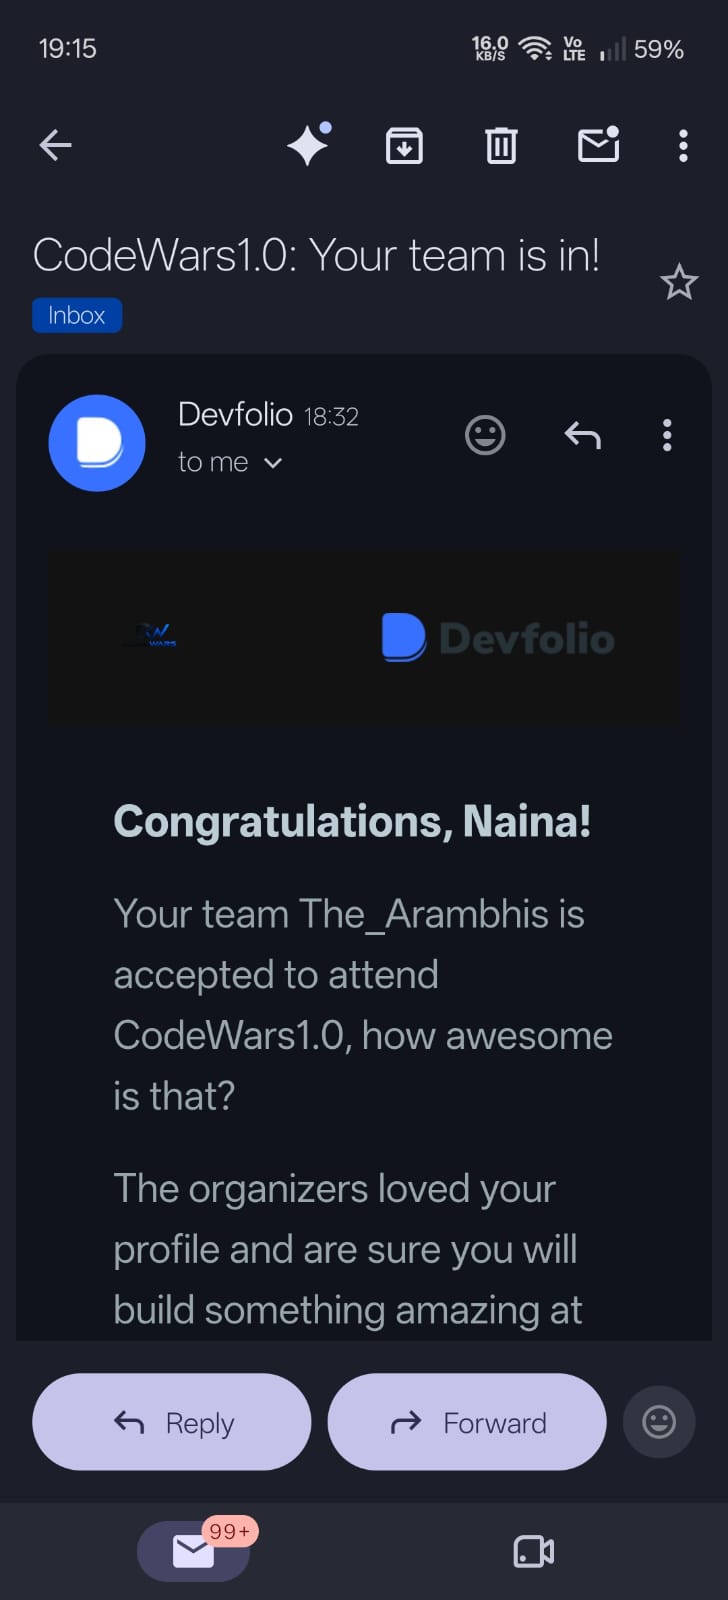 19:15
16.0 KB/S Vo LTE 59%
CodeWars1.0: Your team is in!
Inbox
Devfolio 18:32
to me
WARS
Devfolio
Congratulations, Naina!
Your team The_Arambhis is
accepted to attend
CodeWars1.0, how awesome
is that?
The organizers loved your
profile and are sure you will
build something amazing at
Reply
Forward
99+